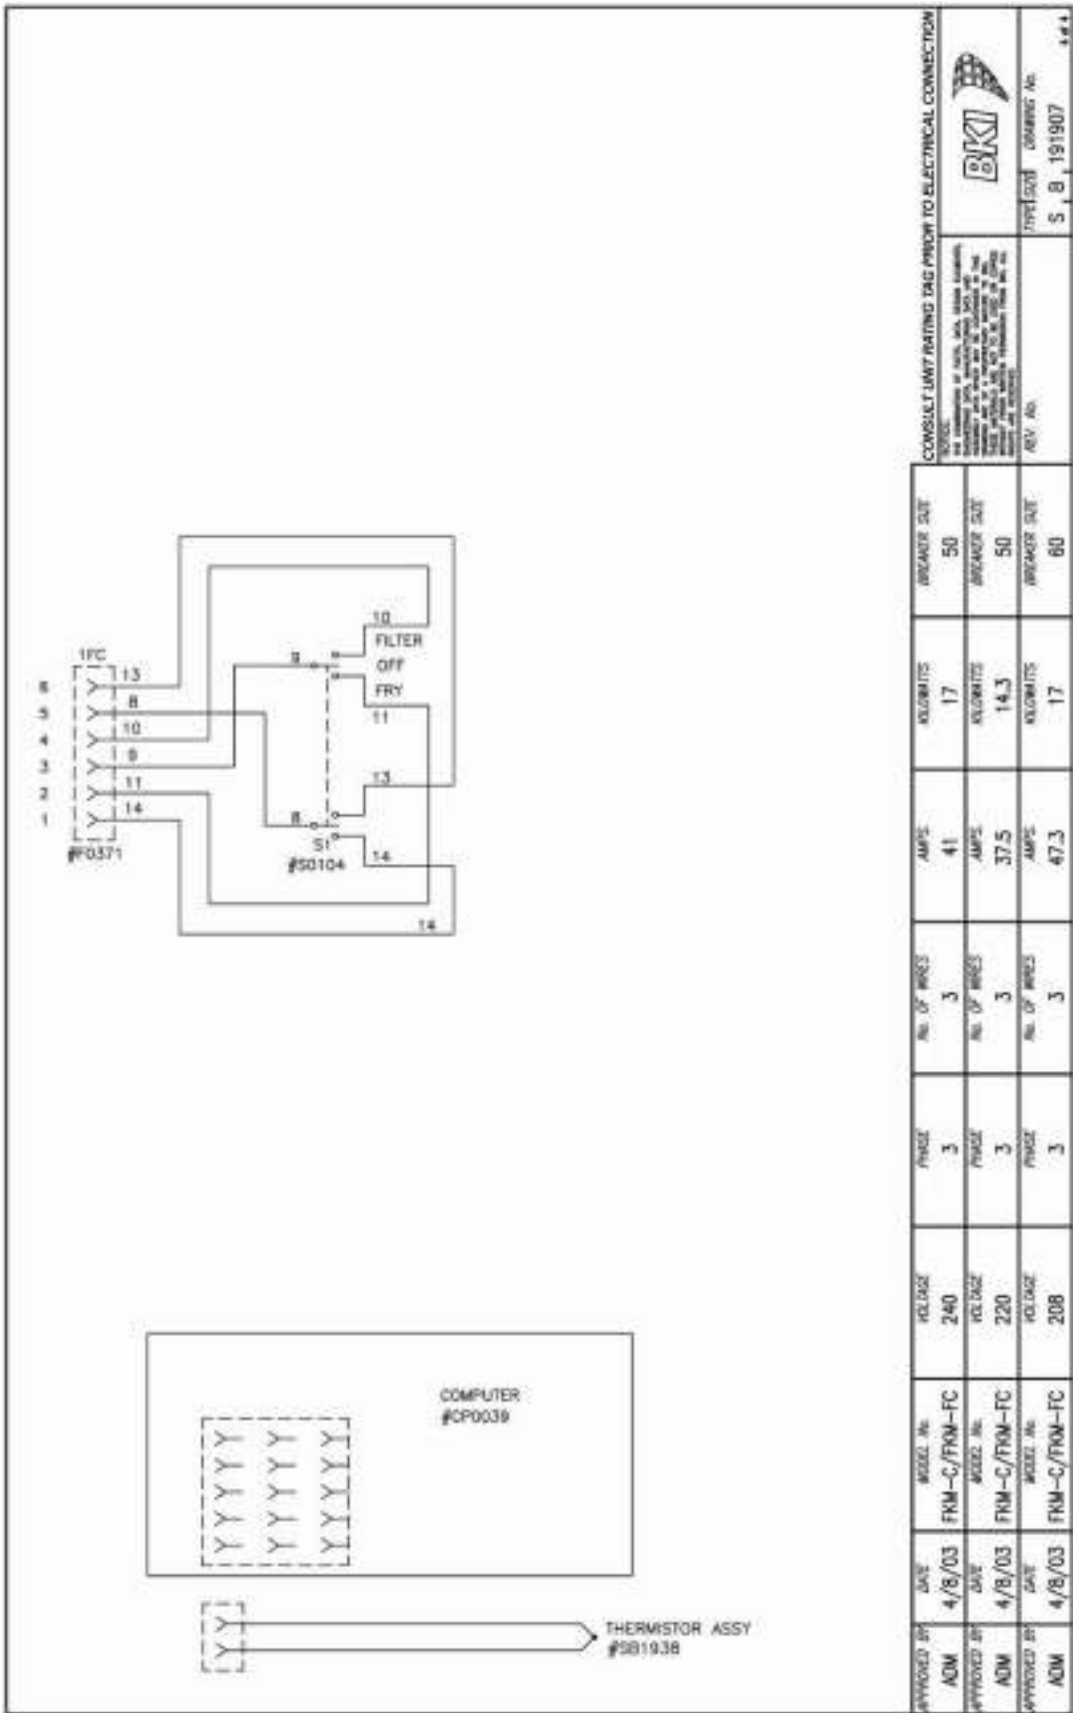 1FC
6
13
5
8
4
10
3
9
2
11
1
14
#F0371
10
FILTER
9
OFF
FRY
11
13
8
S1
#S0104
14
14
COMPUTER
#CP0039
THERMISTOR ASSY
#SB1938
CONSULT UNIT RATING TAG PRIOR TO ELECTRICAL CONNECTION
APPROVED BY DATE MODEL No. VOLTAGE PHASE No. OF WIRES AMPS. KILOWATTS BREAKER SIZE
ADM 4/8/03 FKM-C/FKM-FC 240 3 3 41 17 50
APPROVED BY DATE MODEL No. VOLTAGE PHASE No. OF WIRES AMPS. KILOWATTS BREAKER SIZE
ADM 4/8/03 FKM-C/FKM-FC 220 3 3 37.5 14.3 50
APPROVED BY DATE MODEL No. VOLTAGE PHASE No. OF WIRES AMPS. KILOWATTS BREAKER SIZE
ADM 4/8/03 FKM-C/FKM-FC 208 3 3 47.3 17 60
NOTICE:
BKI
REV No.
TYPE SIZE DRAWING No.
S B 191907